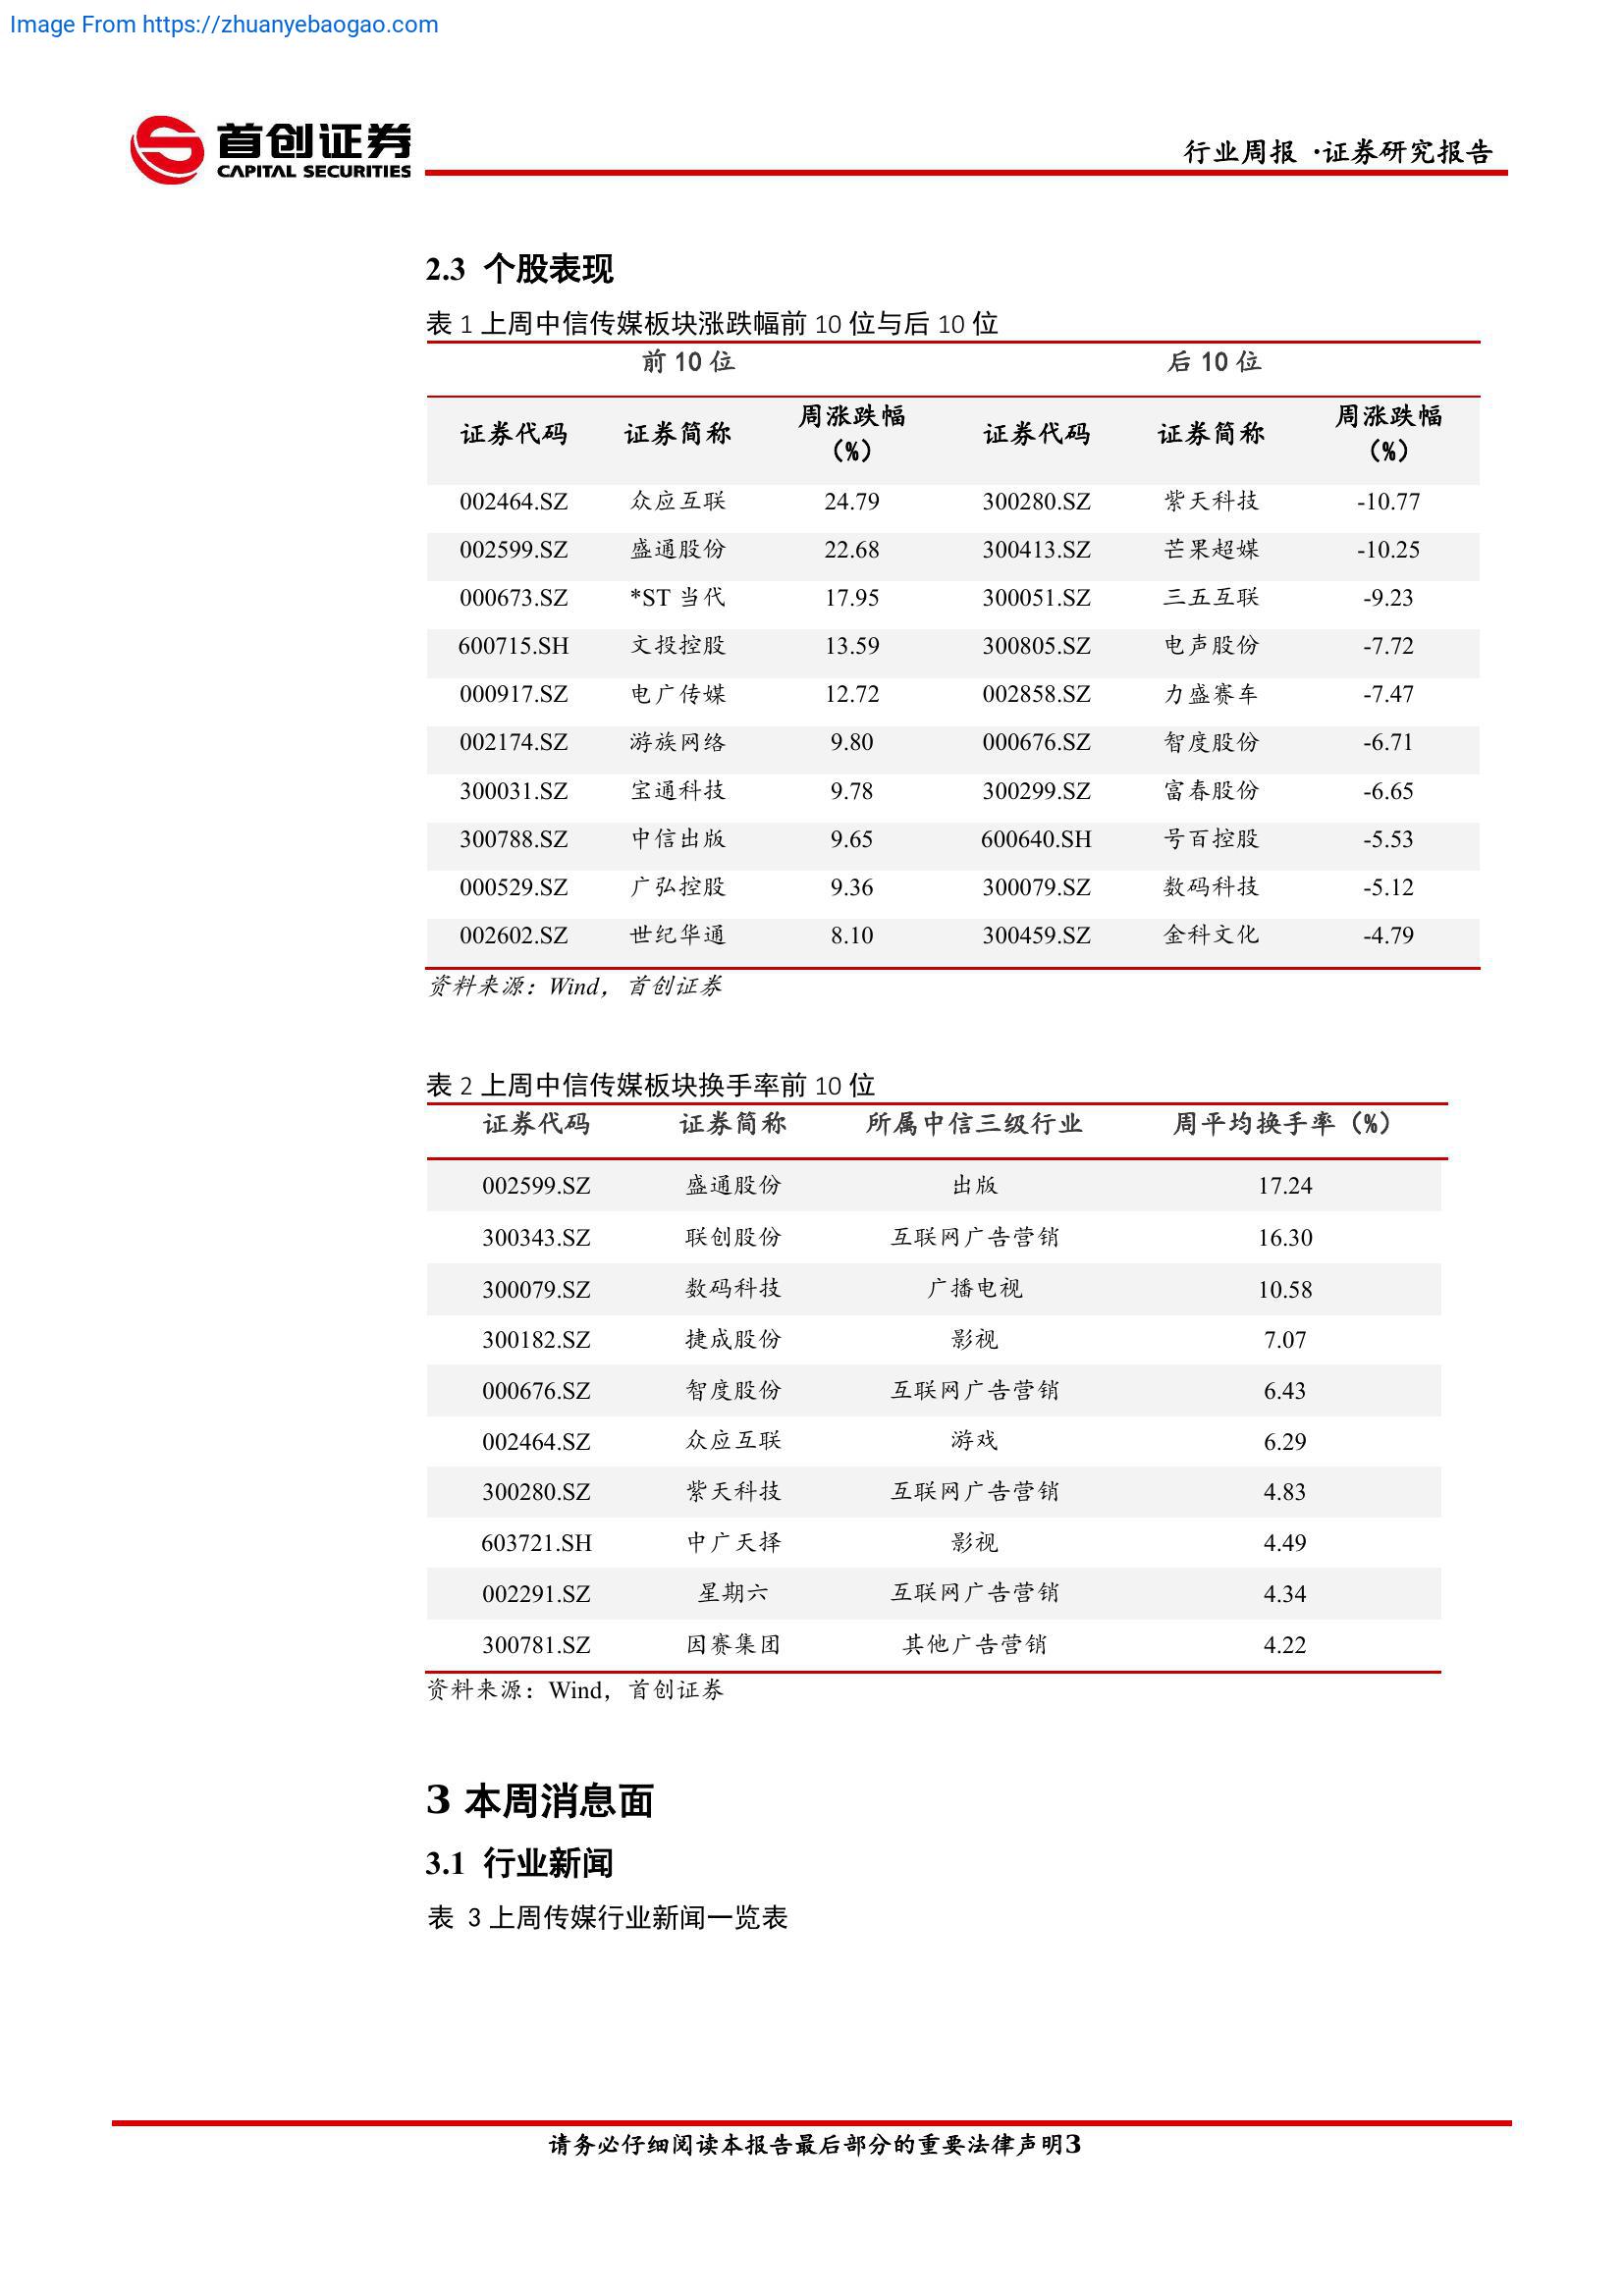 Image From https://zhuanyebaogao.com
首创证券
CAPITAL SECURITIES
行业周报 ·证券研究报告
2.3 个股表现
表 1 上周中信传媒板块涨跌幅前 10 位与后 10 位
前 10 位 后 10 位
证券代码 证券简称 周涨跌幅（%） 证券代码 证券简称 周涨跌幅（%）
002464.SZ 众应互联 24.79 300280.SZ 紫天科技 -10.77
002599.SZ 盛通股份 22.68 300413.SZ 芒果超媒 -10.25
000673.SZ *ST 当代 17.95 300051.SZ 三五互联 -9.23
600715.SH 文投控股 13.59 300805.SZ 电声股份 -7.72
000917.SZ 电广传媒 12.72 002858.SZ 力盛赛车 -7.47
002174.SZ 游族网络 9.80 000676.SZ 智度股份 -6.71
300031.SZ 宝通科技 9.78 300299.SZ 富春股份 -6.65
300788.SZ 中信出版 9.65 600640.SH 号百控股 -5.53
000529.SZ 广弘控股 9.36 300079.SZ 数码科技 -5.12
002602.SZ 世纪华通 8.10 300459.SZ 金科文化 -4.79
资料来源：Wind，首创证券
表 2 上周中信传媒板块换手率前 10 位
证券代码 证券简称 所属中信三级行业 周平均换手率（%）
002599.SZ 盛通股份 出版 17.24
300343.SZ 联创股份 互联网广告营销 16.30
300079.SZ 数码科技 广播电视 10.58
300182.SZ 捷成股份 影视 7.07
000676.SZ 智度股份 互联网广告营销 6.43
002464.SZ 众应互联 游戏 6.29
300280.SZ 紫天科技 互联网广告营销 4.83
603721.SH 中广天择 影视 4.49
002291.SZ 星期六 互联网广告营销 4.34
300781.SZ 因赛集团 其他广告营销 4.22
资料来源：Wind，首创证券
3 本周消息面
3.1 行业新闻
表 3 上周传媒行业新闻一览表
请务必仔细阅读本报告最后部分的重要法律声明3